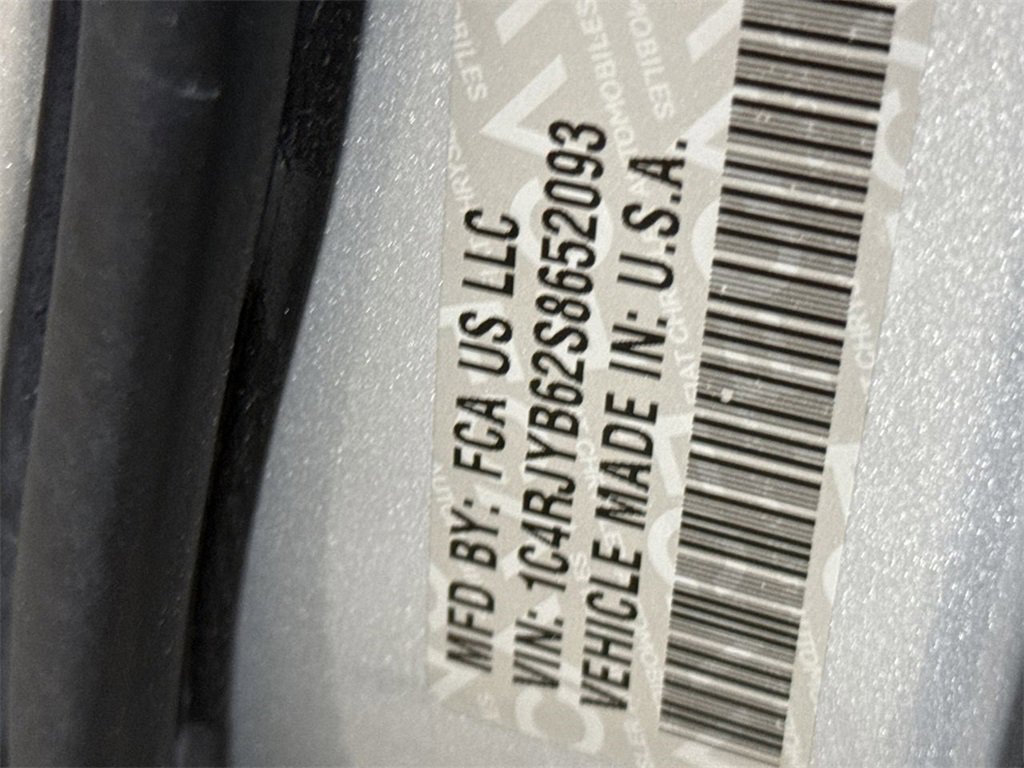 MFD BY: FCA US LLC
VIN: 1C4RJYB62S8652093
VEHICLE MADE IN: U.S.A.